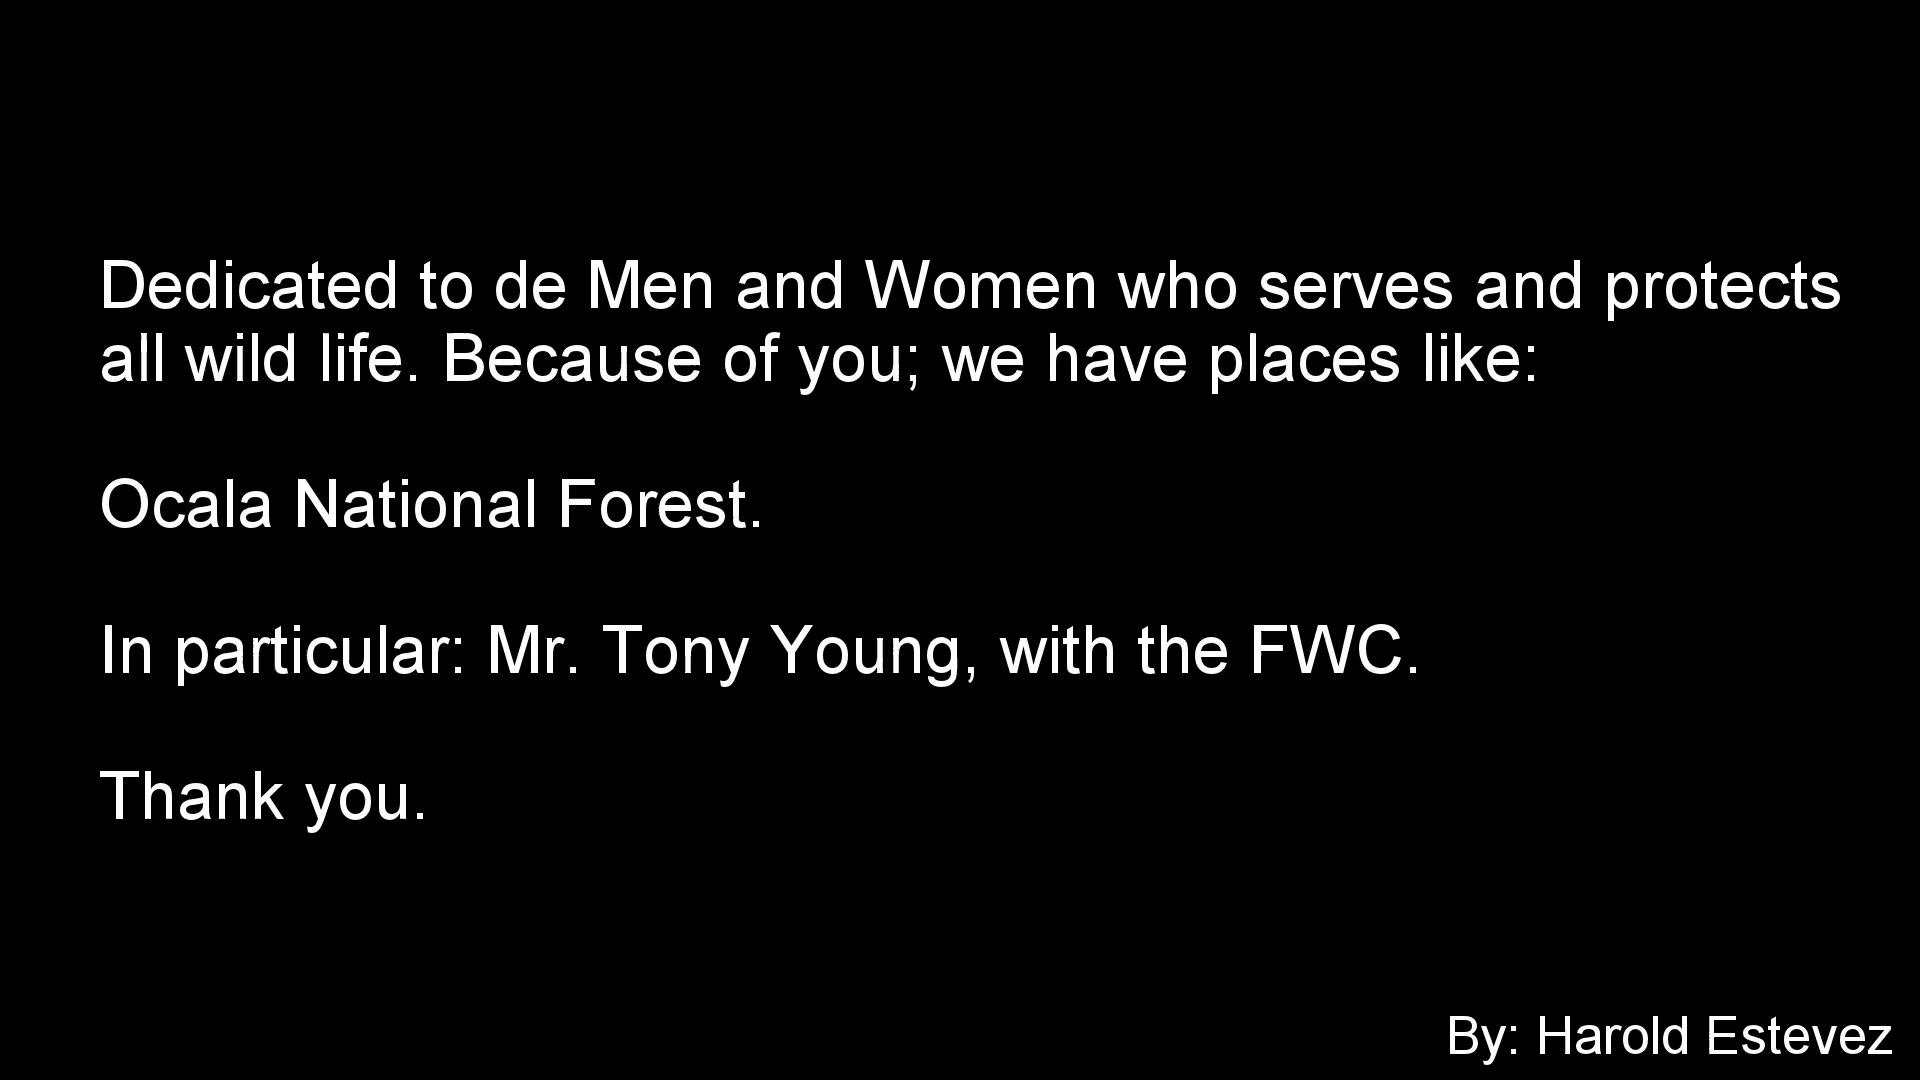 Dedicated to de Men and Women who serves and protects
all wild life. Because of you; we have places like:
Ocala National Forest.
In particular: Mr. Tony Young, with the FWC.
Thank you.
By: Harold Estevez